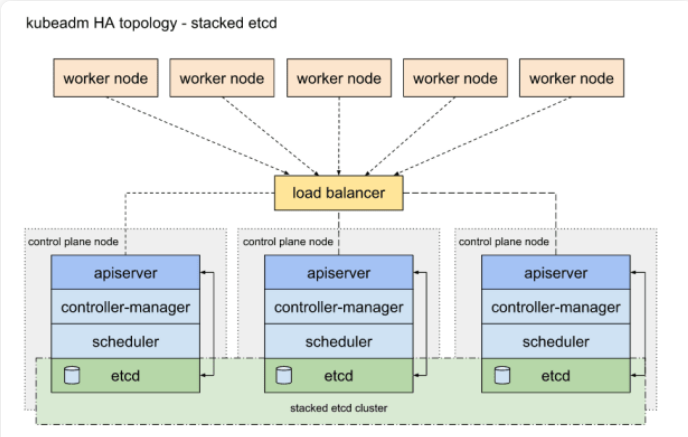 kubeadm HA topology - stacked etcd
worker node
worker node
worker node
worker node
worker node
load balancer
control plane node
apiserver
controller-manager
scheduler
etcd
control plane node
apiserver
controller-manager
scheduler
etcd
control plane node
apiserver
controller-manager
scheduler
etcd
stacked etcd cluster